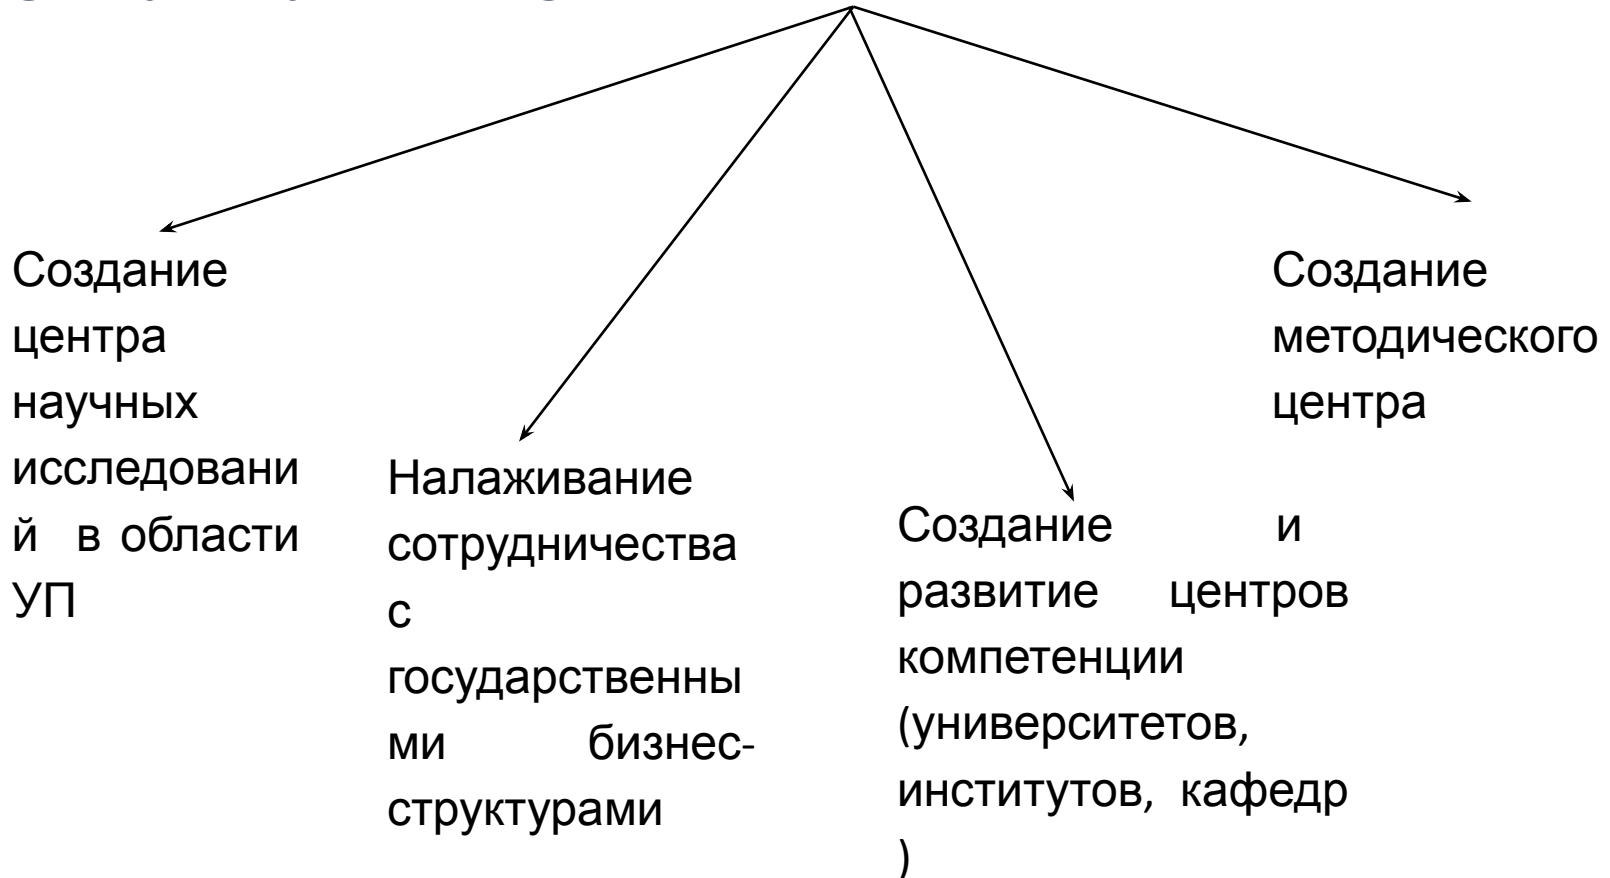 Создание
центра
научных
исследовани
й в области
УП
Налаживание
сотрудничества
с
государственны
ми бизнес-
структурами
Создание и
развитие центров
компетенции
(университетов,
институтов, кафедр
)
Создание
методического
центра